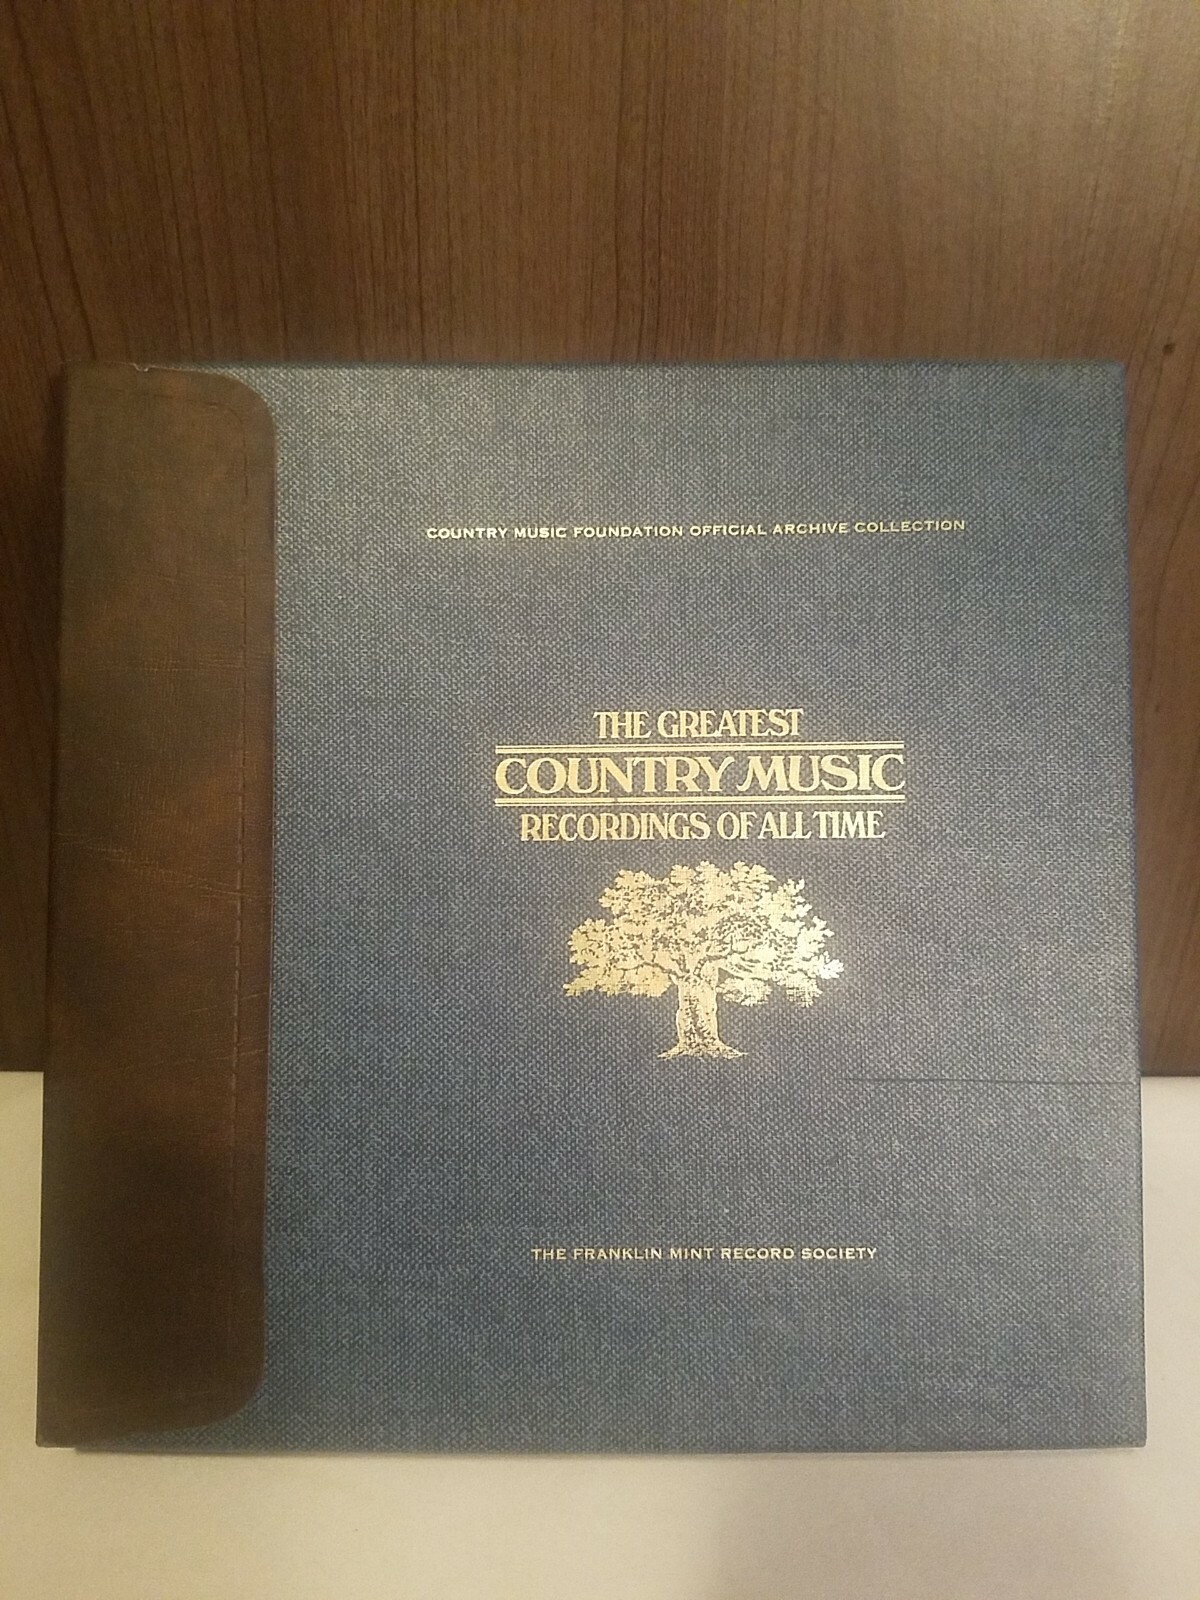 COUNTRY MUSIC FOUNDATION OFFICIAL ARCHIVE COLLECTION
THE GREATEST
COUNTRY MUSIC
RECORDINGS OF ALL TIME
THE FRANKLIN MINT RECORD SOCIETY